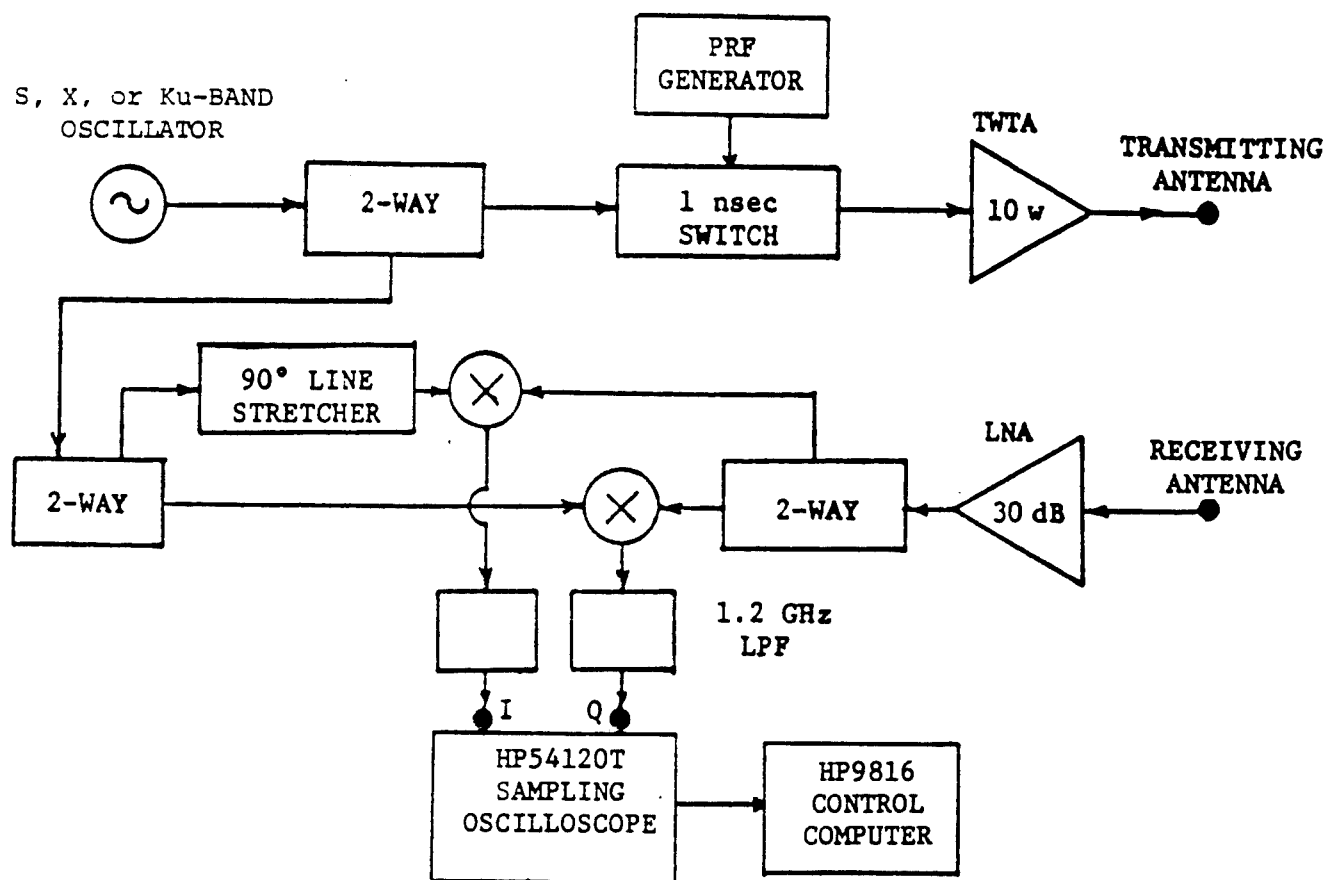 PRF
GENERATOR
S, X, or Ku-BAND
OSCILLATOR
TWTA
TRANSMITTING
ANTENNA
2-WAY
1 nsec
SWITCH
10 w
90° LINE
STRETCHER
LNA
RECEIVING
ANTENNA
2-WAY
2-WAY
30 dB
1.2 GHz
LPF
I
Q
HP54120T
SAMPLING
OSCILLOSCOPE
HP9816
CONTROL
COMPUTER